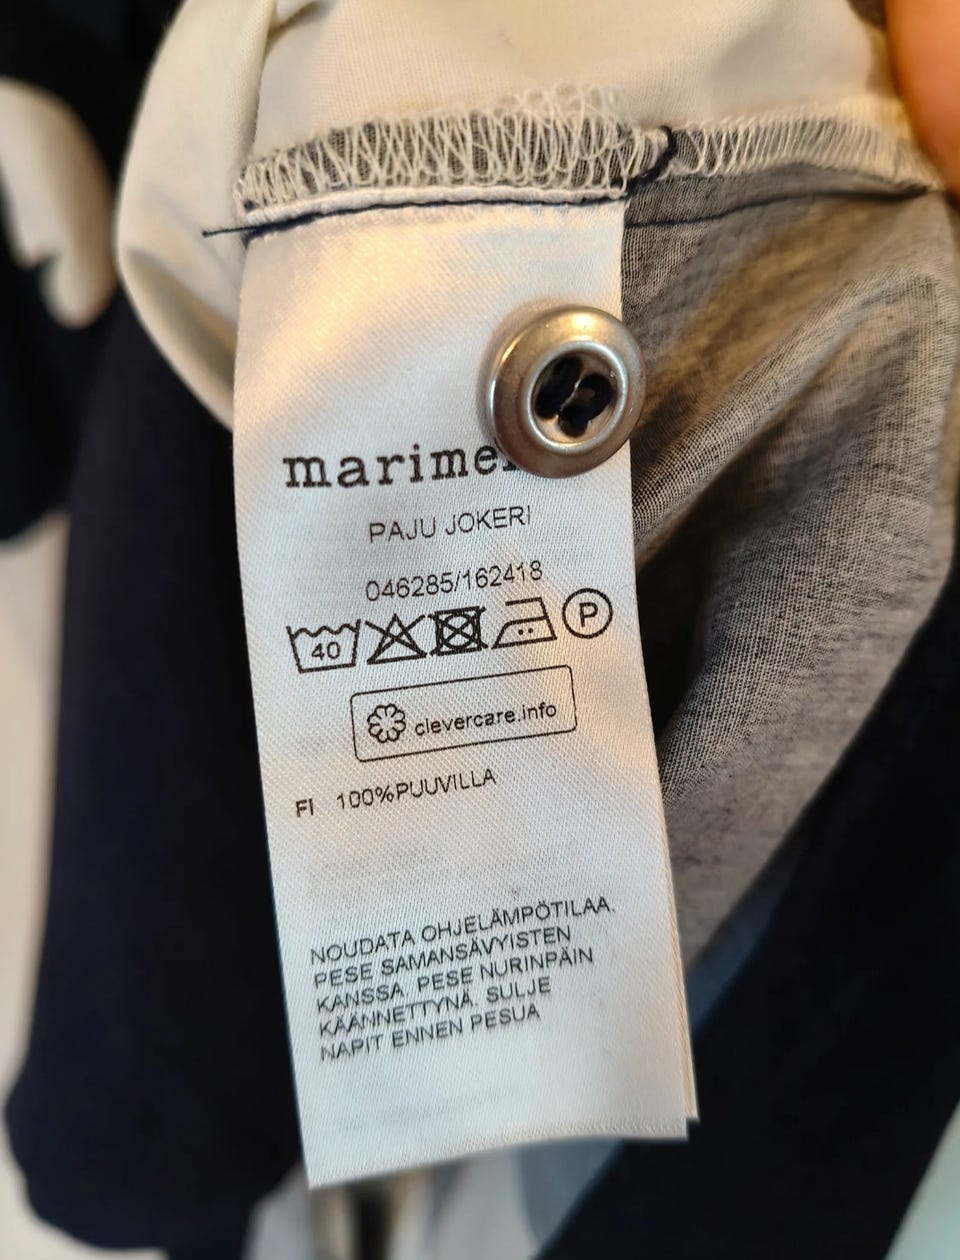 PAJU JOKERI
046285/162418
40 P
clevercare.info
FI 100%PUUVILLA
NOUDATA OHJELÄMPÖTILAA.
PESE SAMANSÄVYISTEN
KANSSA. PESE NURINPÄIN
KÄÄNNETTYNÄ. SULJE
NAPIT ENNEN PESUA